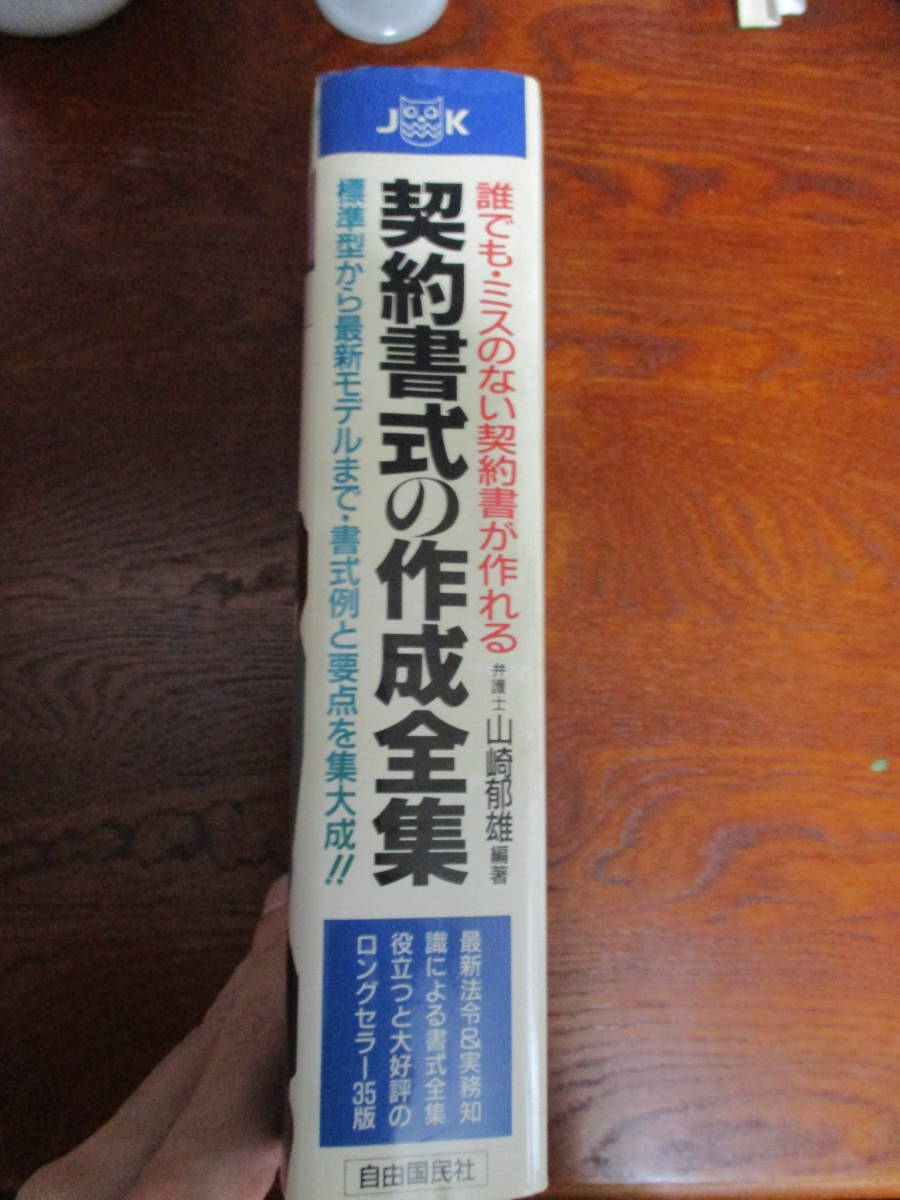 JK
誰でも・ミスのない契約書が作れる
弁護士 山崎郁雄 編著
契約書式の作成全集
標準型から最新モデルまで・書式例と要点を集大成!!
最新法令&実務知
識による書式全集
役立つと大好評の
ロングセラー35版
自由国民社